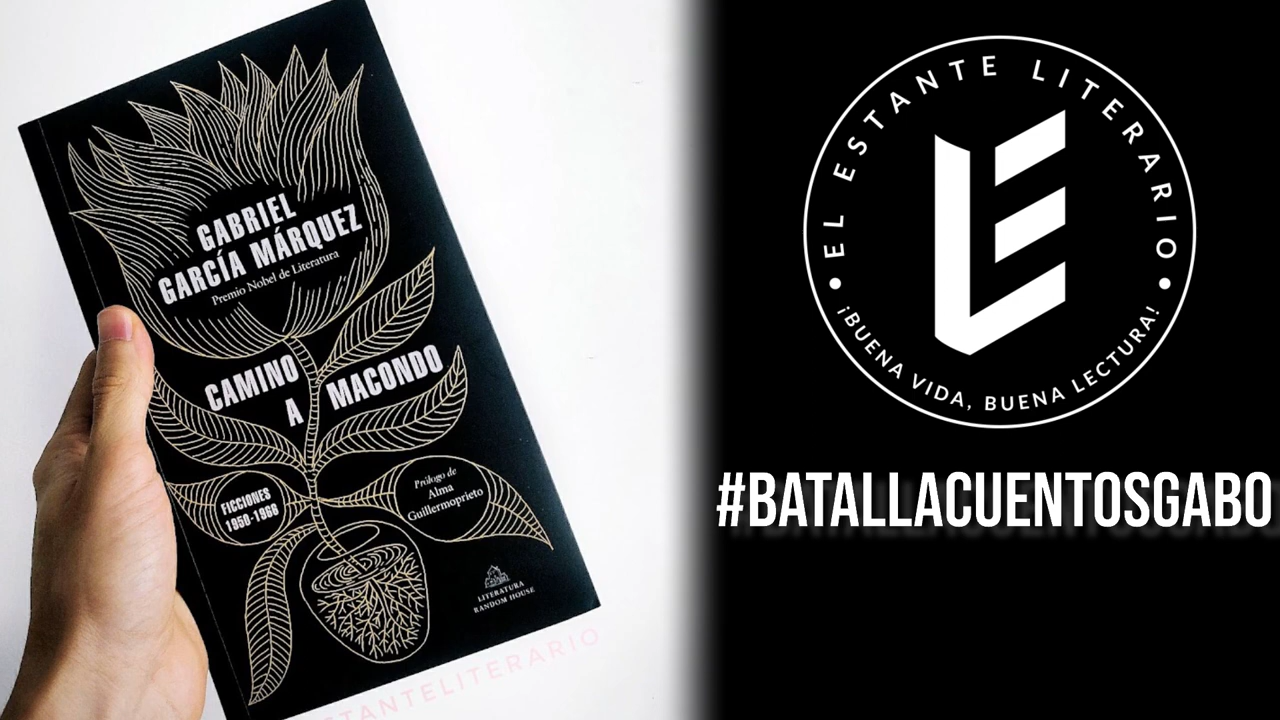 GABRIEL
GARCÍA MÁRQUEZ
Premio Nobel de Literatura
CAMINO
A MACONDO
FICCIONES
1950-1966
Prólogo de
Alma
Guillermoprieto
LITERATURA
RANDOM HOUSE
STANTELITERARIO
• EL ESTANTE LITERARIO •
¡BUENA VIDA, BUENA LECTURA!
#BATALLACUENTOSGABO